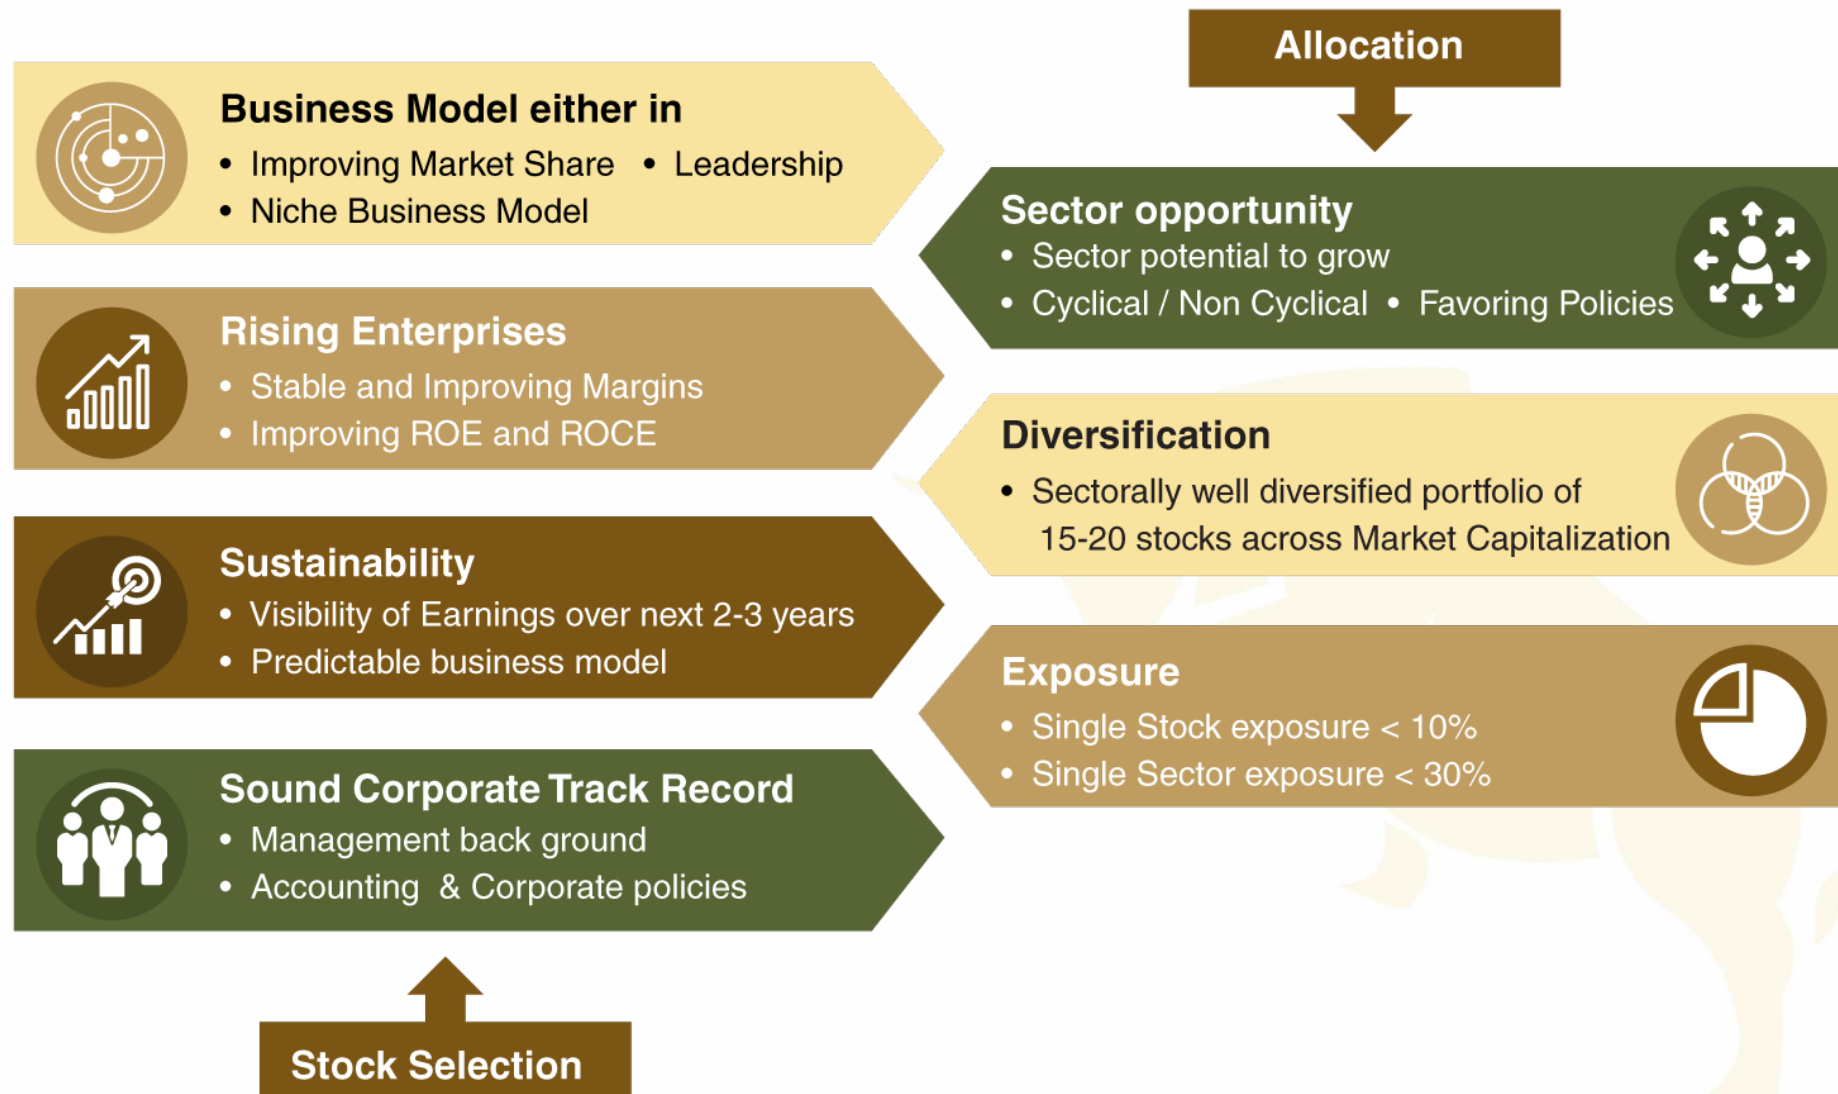 Business Model either in
• Improving Market Share • Leadership
• Niche Business Model
Rising Enterprises
• Stable and Improving Margins
• Improving ROE and ROCE
Sustainability
• Visibility of Earnings over next 2-3 years
• Predictable business model
Sound Corporate Track Record
• Management back ground
• Accounting & Corporate policies
Stock Selection
Allocation
Sector opportunity
• Sector potential to grow
• Cyclical / Non Cyclical • Favoring Policies
Diversification
• Sectorally well diversified portfolio of
15-20 stocks across Market Capitalization
Exposure
• Single Stock exposure < 10%
• Single Sector exposure < 30%